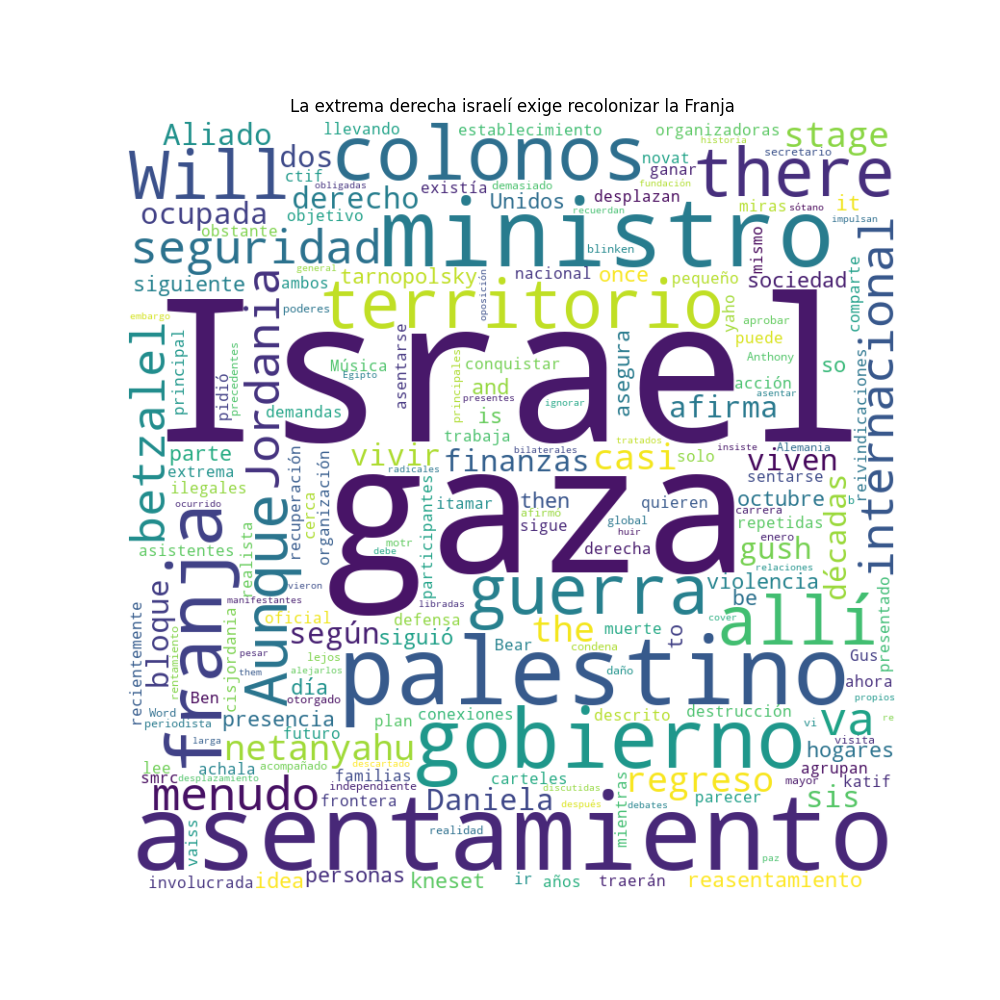 La extrema derecha israelí exige recolonizar la Franja
Aliado
llevando
establecimiento
organizadoras
historia
stage
secretario
Will
dos
ctif
obligadas
colonos
existía
demasiado
novat
ganar
fundación
there
ocupada
derecho
objetivo
Unidos
recuerdan
desplazan
miras
sótano
it
impulsan
obstante
seguridad
ministro
blinken
mismo
internacional
siguiente
general
ambos
tarnopolsky
nacional
once
pequeño
sociedad
comparte
embargo
Jordania
poderes
territorio
oposición
yaho
aprobar
betzalel
principal
pidió
precedentes
Israel
Música
Egipto
asentarse
principales
conquistar
and
presentes
is
ignorar
asegura
puede
Anthony
acción
asentar
so
demandas
afirma
reivindicaciones
parte
extrema
ilegales
ocurrido
vivir
trabaja
bilaterales
radicales
finanzas
tratados
casi
solo
insiste
Alemania
viven
sentarse
franja
Aunque
recuperación
cerca
organización
participantes
itamar
afirmó
gaza
then
sigue
quieren
global
huir
derecha
octubre
carrera
repetidas
enero
b
décadas
asistentes
realista
motr
debe
gush
relaciones
recientemente
manifestantes
vieron
libradas
guerra
violencia
be
presentado
rentamiento
cisjordania
oficial
defensa
según
siguió
Bear
the
muerte
condena
to
cover
allí
bloque
pesar
them
lejos
alejarlos
daño
palestino
Gus
ahora
Ben
día
otorgado
propios
Word
periodista
presencia
futuro
plan
conexiones
descrito
destrucción
vi
va
re
larga
netanyahu
gobierno
visita
hogares
lee
smrc
achala
desplazamiento
acompañado
descartado
familias
independiente
carteles
discutidas
después
mientras
regreso
agrupan
mayor
katif
menudo
frontera
Daniela
debates
parecer
sis
vaiss
asentamiento
realidad
paz
involucrada
idea
personas
kneset
ir
años
traerán
reasentamiento